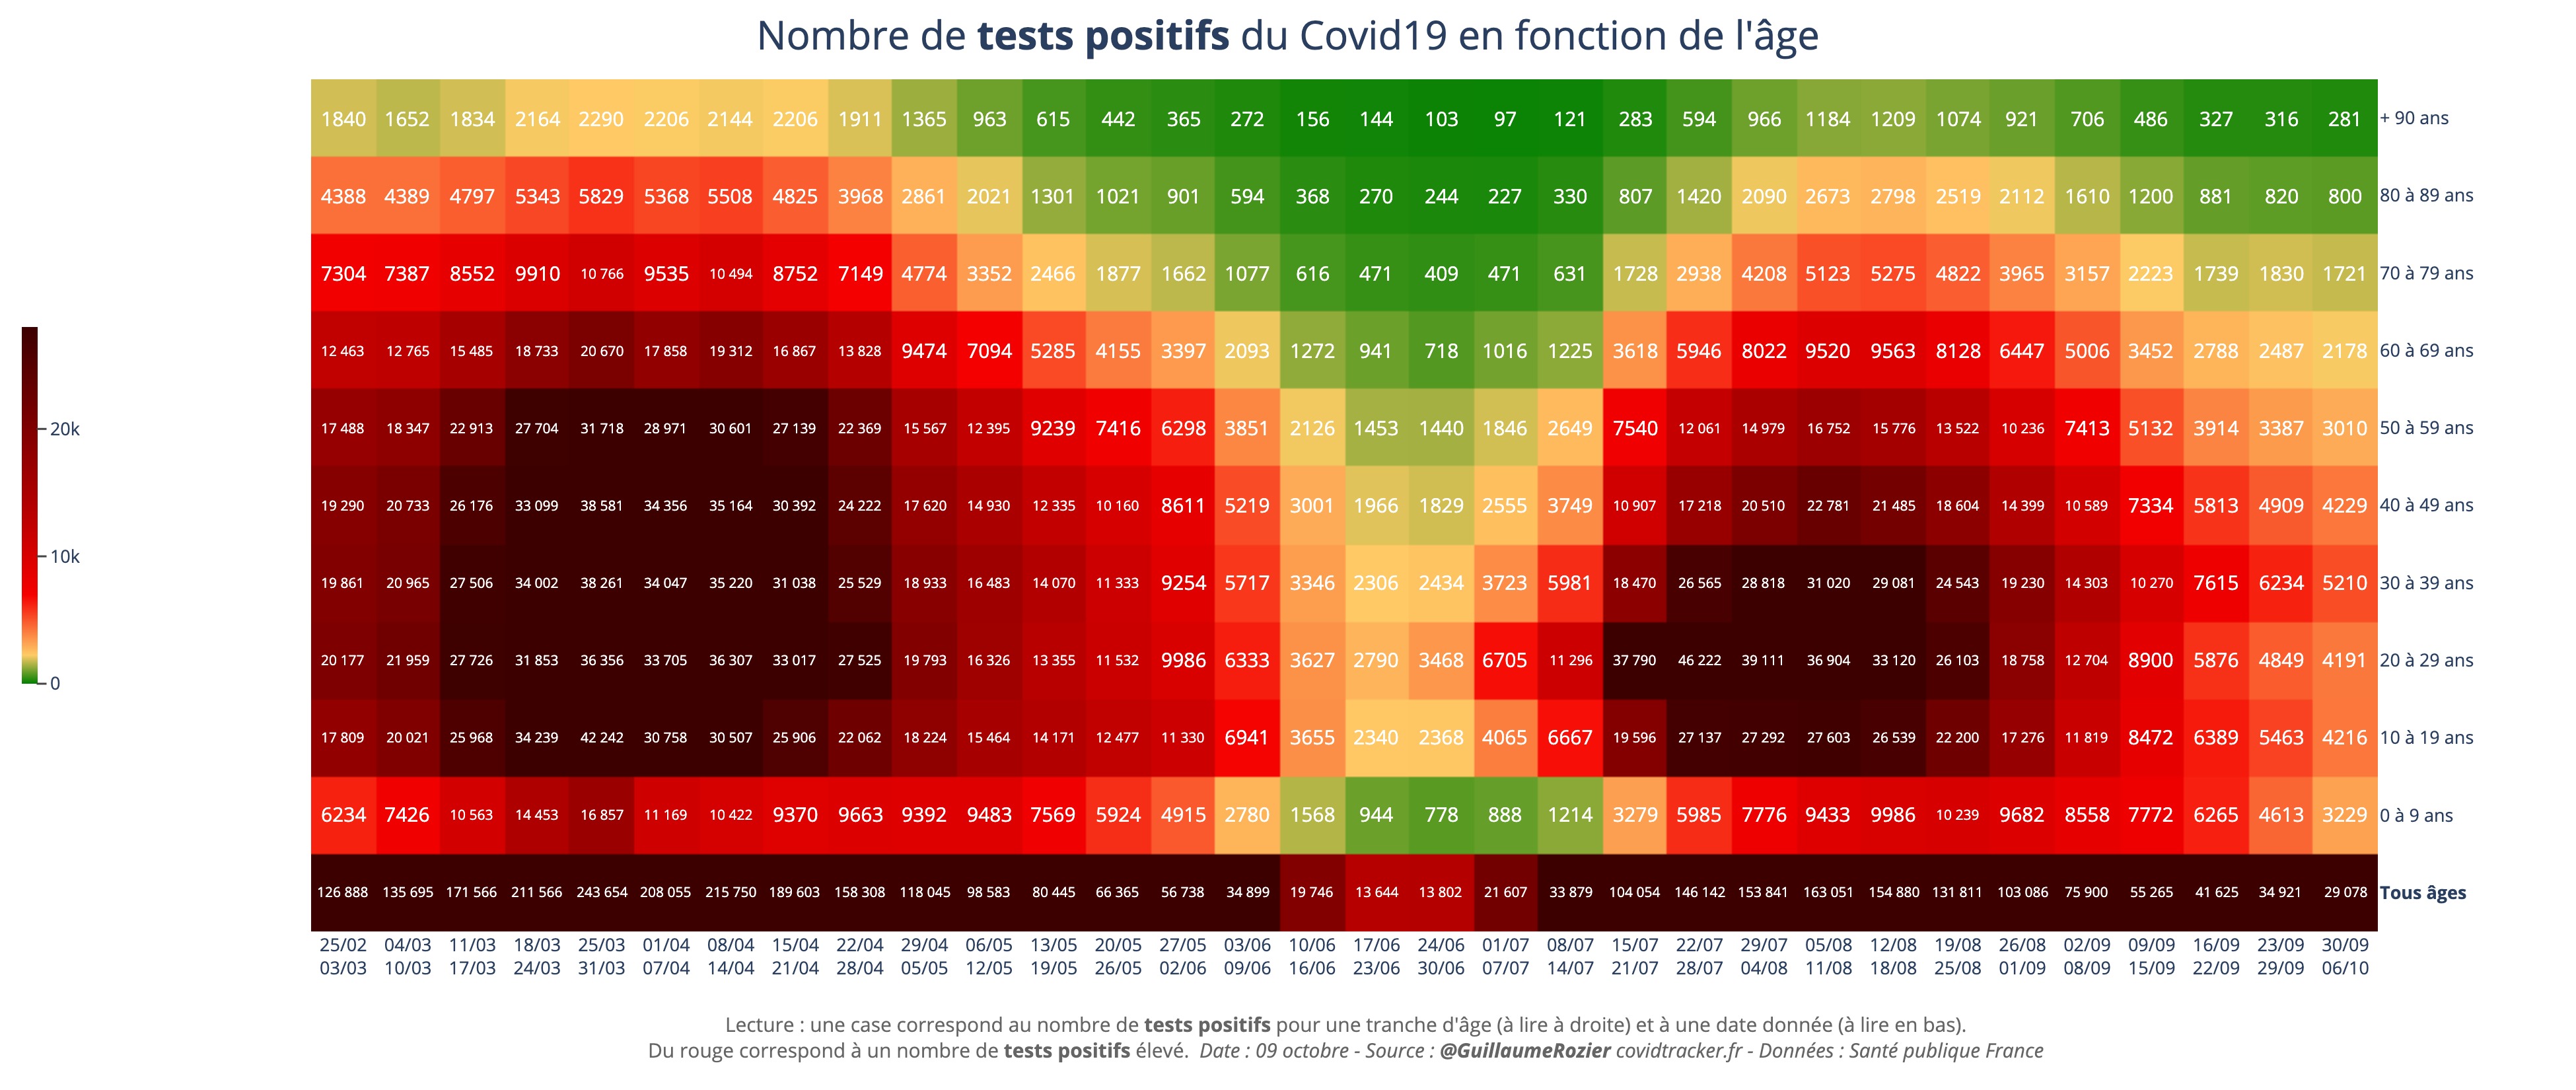 Nombre de tests positifs du Covid19 en fonction de l'âge
1840 1652 1834 2164 2290 2206 2144 2206 1911 1365 963 615 442 365 272 156 144 103 97 121 283 594 966 1184 1209 1074 921 706 486 327 316 281 + 90 ans
4388 4389 4797 5343 5829 5368 5508 4825 3968 2861 2021 1301 1021 901 594 368 270 244 227 330 807 1420 2090 2673 2798 2519 2112 1610 1200 881 820 800 80 à 89 ans
7304 7387 8552 9910 10 766 9535 10 494 8752 7149 4774 3352 2466 1877 1662 1077 616 471 409 471 631 1728 2938 4208 5123 5275 4822 3965 3157 2223 1739 1830 1721 70 à 79 ans
12 463 12 765 15 485 18 733 20 670 17 858 19 312 16 867 13 828 9474 7094 5285 4155 3397 2093 1272 941 718 1016 1225 3618 5946 8022 9520 9563 8128 6447 5006 3452 2788 2487 2178 60 à 69 ans
17 488 18 347 22 913 27 704 31 718 28 971 30 601 27 139 22 369 15 567 12 395 9239 7416 6298 3851 2126 1453 1440 1846 2649 7540 12 061 14 979 16 752 15 776 13 522 10 236 7413 5132 3914 3387 3010 50 à 59 ans
19 290 20 733 26 176 33 099 38 581 34 356 35 164 30 392 24 222 17 620 14 930 12 335 10 160 8611 5219 3001 1966 1829 2555 3749 10 907 17 218 20 510 22 781 21 485 18 604 14 399 10 589 7334 5813 4909 4229 40 à 49 ans
19 861 20 965 27 506 34 002 38 261 34 047 35 220 31 038 25 529 18 933 16 483 14 070 11 333 9254 5717 3346 2306 2434 3723 5981 18 470 26 565 28 818 31 020 29 081 24 543 19 230 14 303 10 270 7615 6234 5210 30 à 39 ans
20 177 21 959 27 726 31 853 36 356 33 705 36 307 33 017 27 525 19 793 16 326 13 355 11 532 9986 6333 3627 2790 3468 6705 11 296 37 790 46 222 39 111 36 904 33 120 26 103 18 758 12 704 8900 5876 4849 4191 20 à 29 ans
17 809 20 021 25 968 34 239 42 242 30 758 30 507 25 906 22 062 18 224 15 464 14 171 12 477 11 330 6941 3655 2340 2368 4065 6667 19 596 27 137 27 292 27 603 26 539 22 200 17 276 11 819 8472 6389 5463 4216 10 à 19 ans
6234 7426 10 563 14 453 16 857 11 169 10 422 9370 9663 9392 9483 7569 5924 4915 2780 1568 944 778 888 1214 3279 5985 7776 9433 9986 10 239 9682 8558 7772 6265 4613 3229 0 à 9 ans
126 888 135 695 171 566 211 566 243 654 208 055 215 750 189 603 158 308 118 045 98 583 80 445 66 365 56 738 34 899 19 746 13 644 13 802 21 607 33 879 104 054 146 142 153 841 163 051 154 880 131 811 103 086 75 900 55 265 41 625 34 921 29 078 Tous âges
25/02 04/03 11/03 18/03 25/03 01/04 08/04 15/04 22/04 29/04 06/05 13/05 20/05 27/05 03/06 10/06 17/06 24/06 01/07 08/07 15/07 22/07 29/07 05/08 12/08 19/08 26/08 02/09 09/09 16/09 23/09 30/09
03/03 10/03 17/03 24/03 31/03 07/04 14/04 21/04 28/04 05/05 12/05 19/05 26/05 02/06 09/06 16/06 23/06 30/06 07/07 14/07 21/07 28/07 04/08 11/08 18/08 25/08 01/09 08/09 15/09 22/09 29/09 06/10
20k
10k
0
Lecture : une case correspond au nombre de tests positifs pour une tranche d'âge (à lire à droite) et à une date donnée (à lire en bas).
Du rouge correspond à un nombre de tests positifs élevé. Date : 09 octobre - Source : @GuillaumeRozier covidtracker.fr - Données : Santé publique France